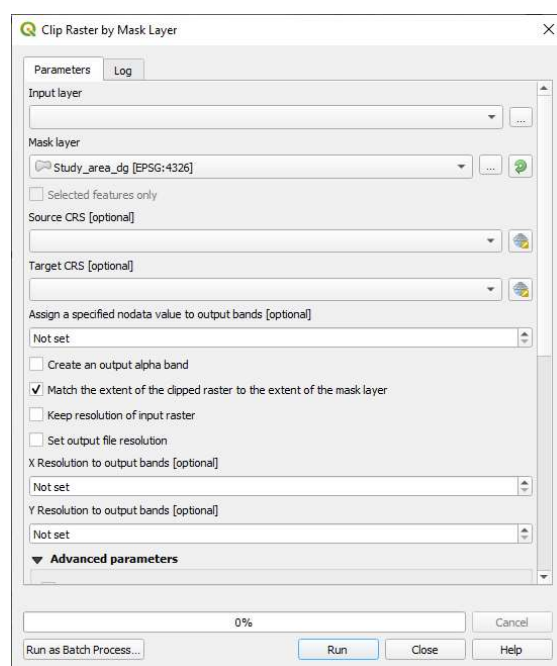 Clip Raster by Mask Layer
Parameters Log
Input layer
...
Mask layer
Study_area_dg [EPSG:4326]
...
Selected features only
Source CRS [optional]
Target CRS [optional]
Assign a specified nodata value to output bands [optional]
Not set
Create an output alpha band
Match the extent of the clipped raster to the extent of the mask layer
Keep resolution of input raster
Set output file resolution
X Resolution to output bands [optional]
Not set
Y Resolution to output bands [optional]
Not set
Advanced parameters
0% Cancel
Run as Batch Process... Run Close Help